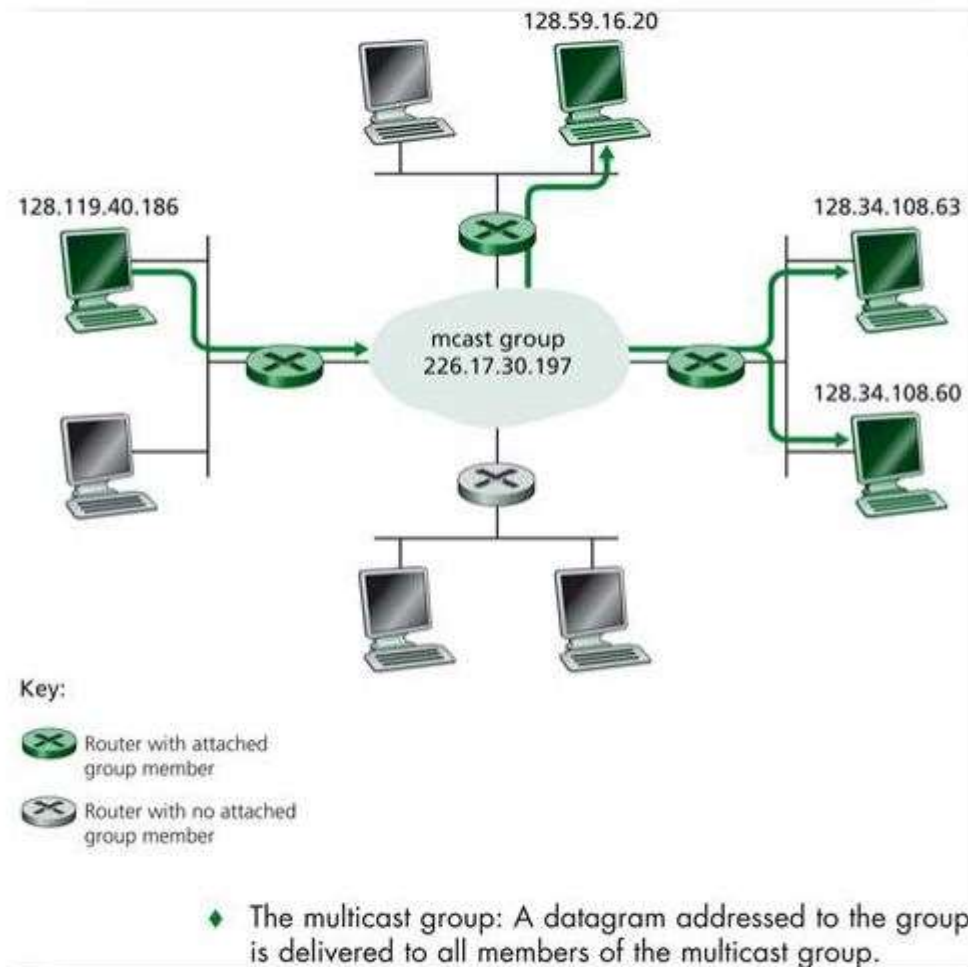 128.59.16.20
128.119.40.186
128.34.108.63
mcast group
226.17.30.197
128.34.108.60
Key:
Router with attached
group member
Router with no attached
group member
♦ The multicast group: A datagram addressed to the group
is delivered to all members of the multicast group.